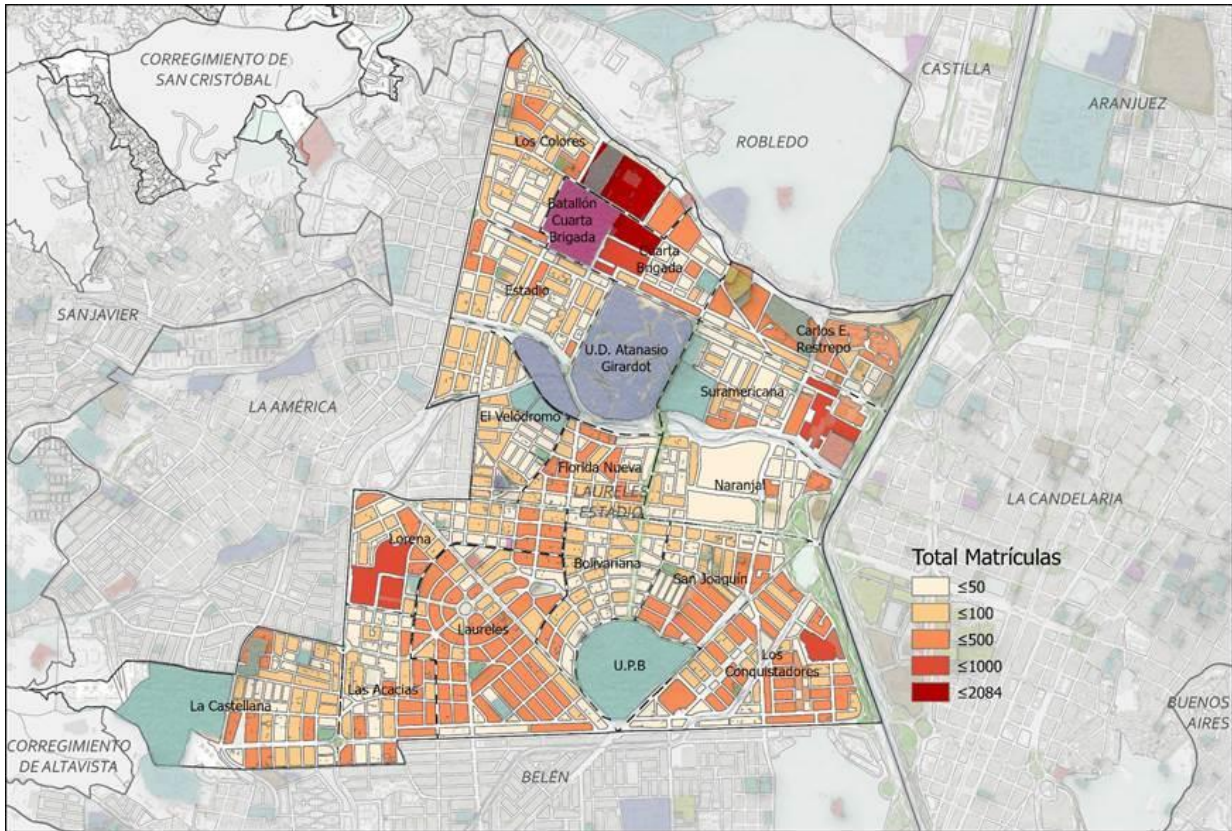 CORREGIMIENTO DE
SAN CRISTÓBAL
CASTILLA
ARANJUEZ
ROBLEDO
Los Colores
Batallón
Cuarta
Brigada
Cuarta
Brigada
Estadio
SAN JAVIER
Carlos E.
Restrepo
U.D. Atanasio
Girardot
Suramericana
LA AMÉRICA
El Velódromo
Florida Nueva
Naranjal
LAURELES
ESTADIO
LA CANDELARIA
Lorena
Bolivariana
San Joaquín
Total Matrículas
≤50
≤100
≤500
≤1000
≤2084
Laureles
U.P.B
Los
Conquistadores
Las Acacias
La Castellana
BUENOS
AIRES
CORREGIMIENTO
DE ALTAVISTA
BELÉN